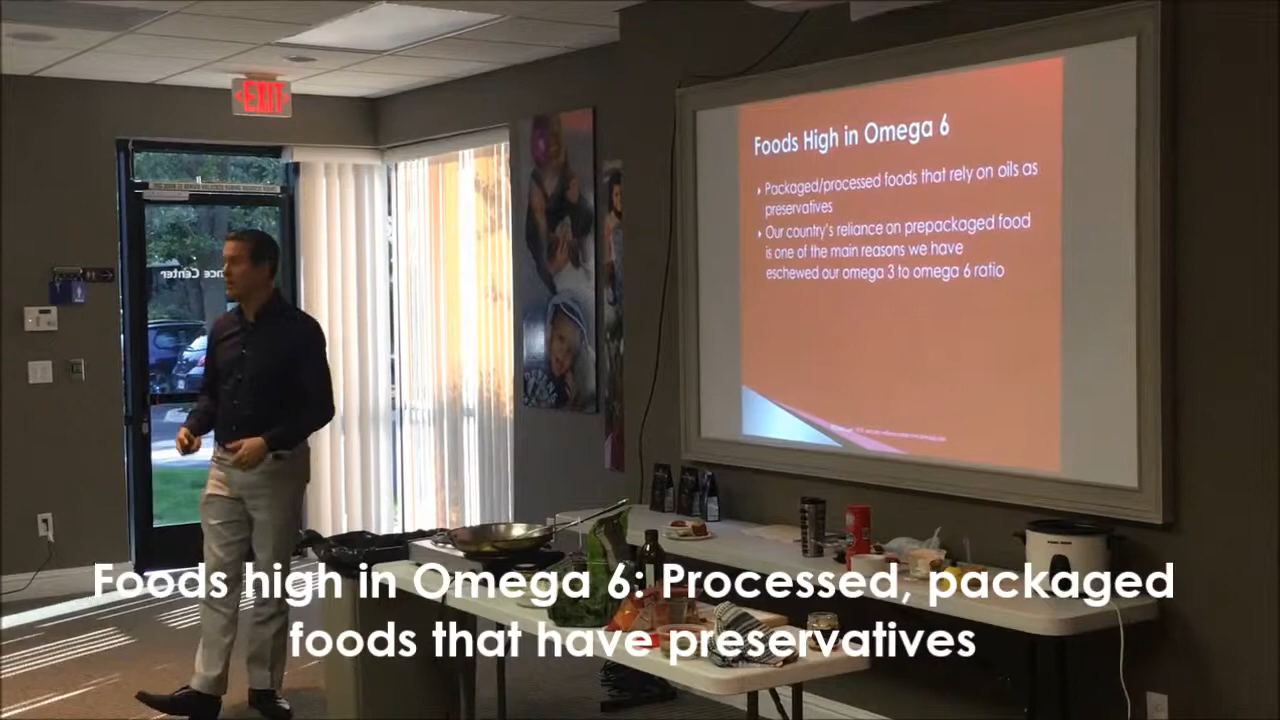 EXIT
nce Center
Foods High in Omega 6
Packaged/processed foods that rely on oils as
preservatives
Our country's reliance on prepackaged food
is one of the main reasons we have
eschewed our omega 3 to omega 6 ratio
Foods high in Omega 6: Processed, packaged
foods that have preservatives